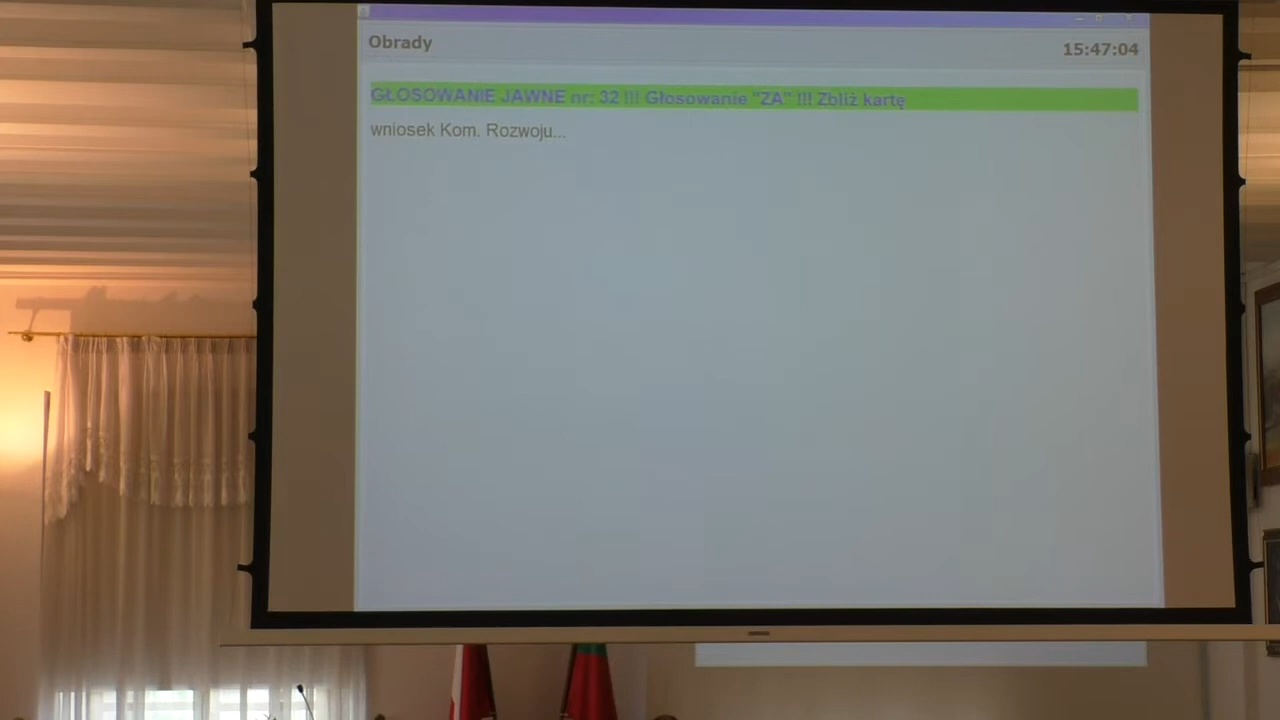 Obrady
15:47:04
GŁOSOWANIE JAWNE nr: 32 !!! Głosowanie "ZA" !!! Zbliż kartę
wniosek Kom. Rozwoju...